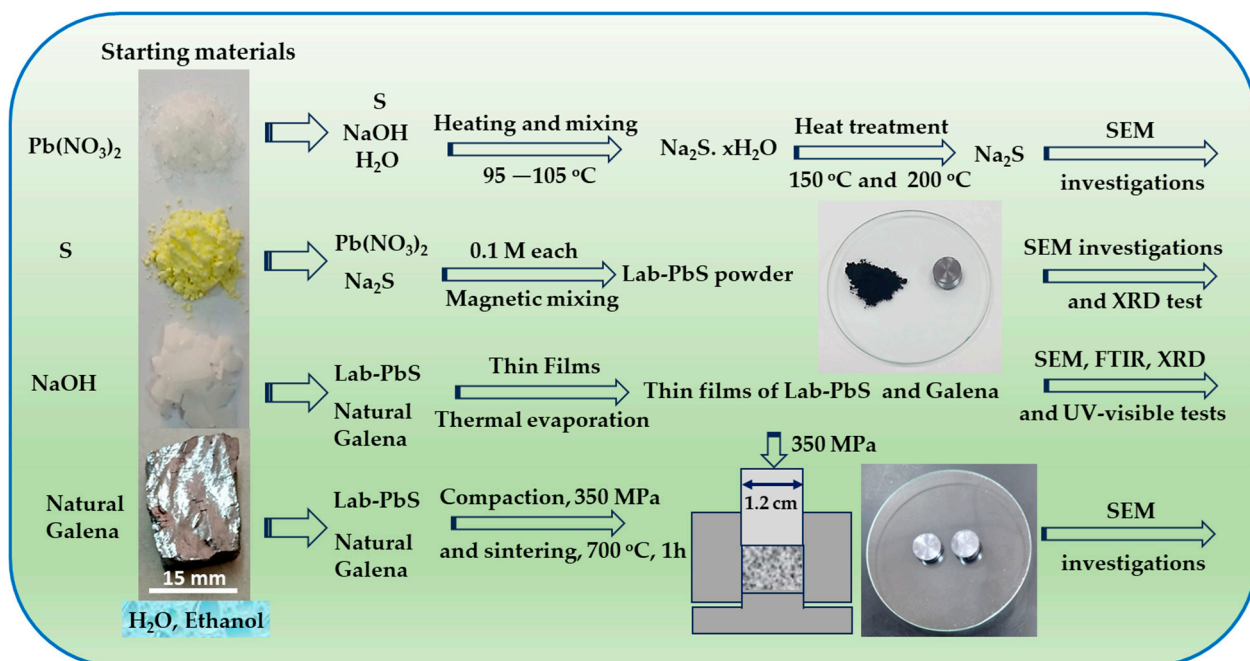 Starting materials
Pb(NO₃)₂
S
NaOH
H₂O
Heating and mixing
95 —105 ᵒC
Na₂S. xH₂O
Heat treatment
150 ᵒC and 200 ᵒC
Na₂S
SEM
investigations
S
Pb(NO₃)₂
Na₂S
0.1 M each
Magnetic mixing
Lab-PbS powder
SEM investigations
and XRD test
NaOH
Lab-PbS
Natural
Galena
Thin Films
Thermal evaporation
Thin films of Lab-PbS and Galena
SEM, FTIR, XRD
and UV-visible tests
Natural
Galena
15 mm
Lab-PbS
Natural
Galena
Compaction, 350 MPa
and sintering, 700 ᵒC, 1h
350 MPa
1.2 cm
SEM
investigations
H₂O, Ethanol